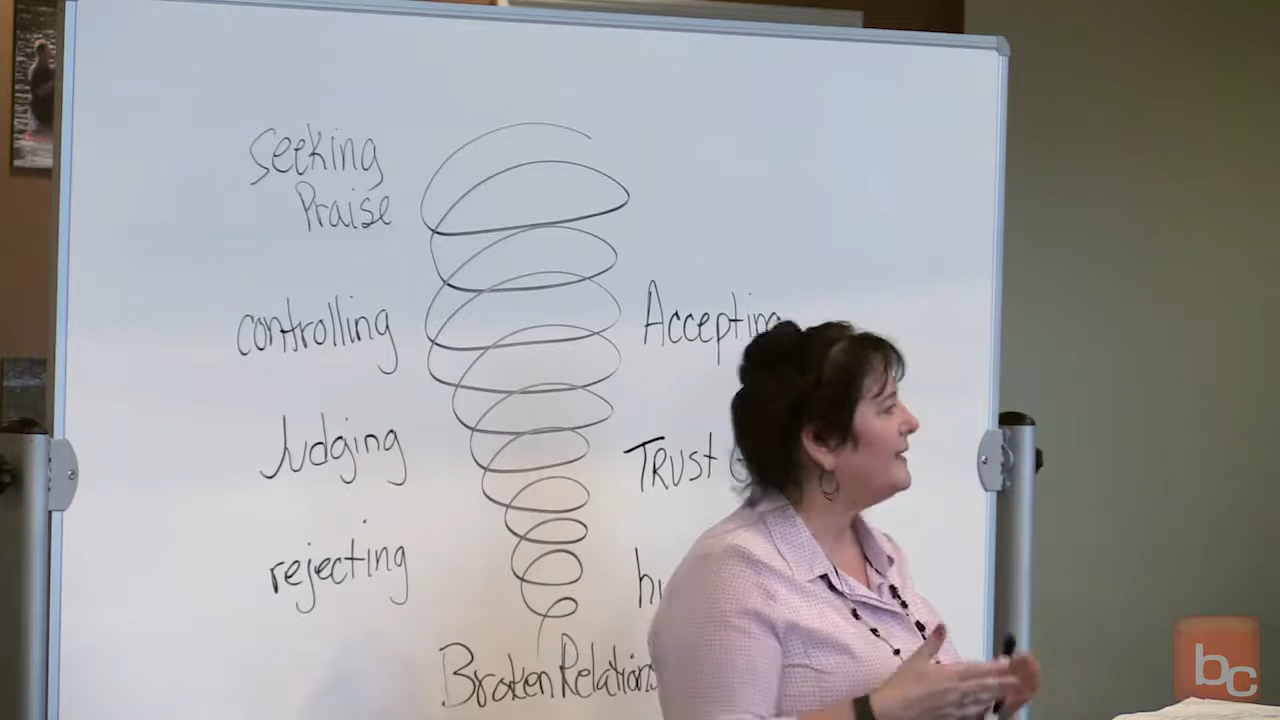 seeking
Praise
controlling
Accepting
Judging
TRUST
rejecting
Broken Relations
bc